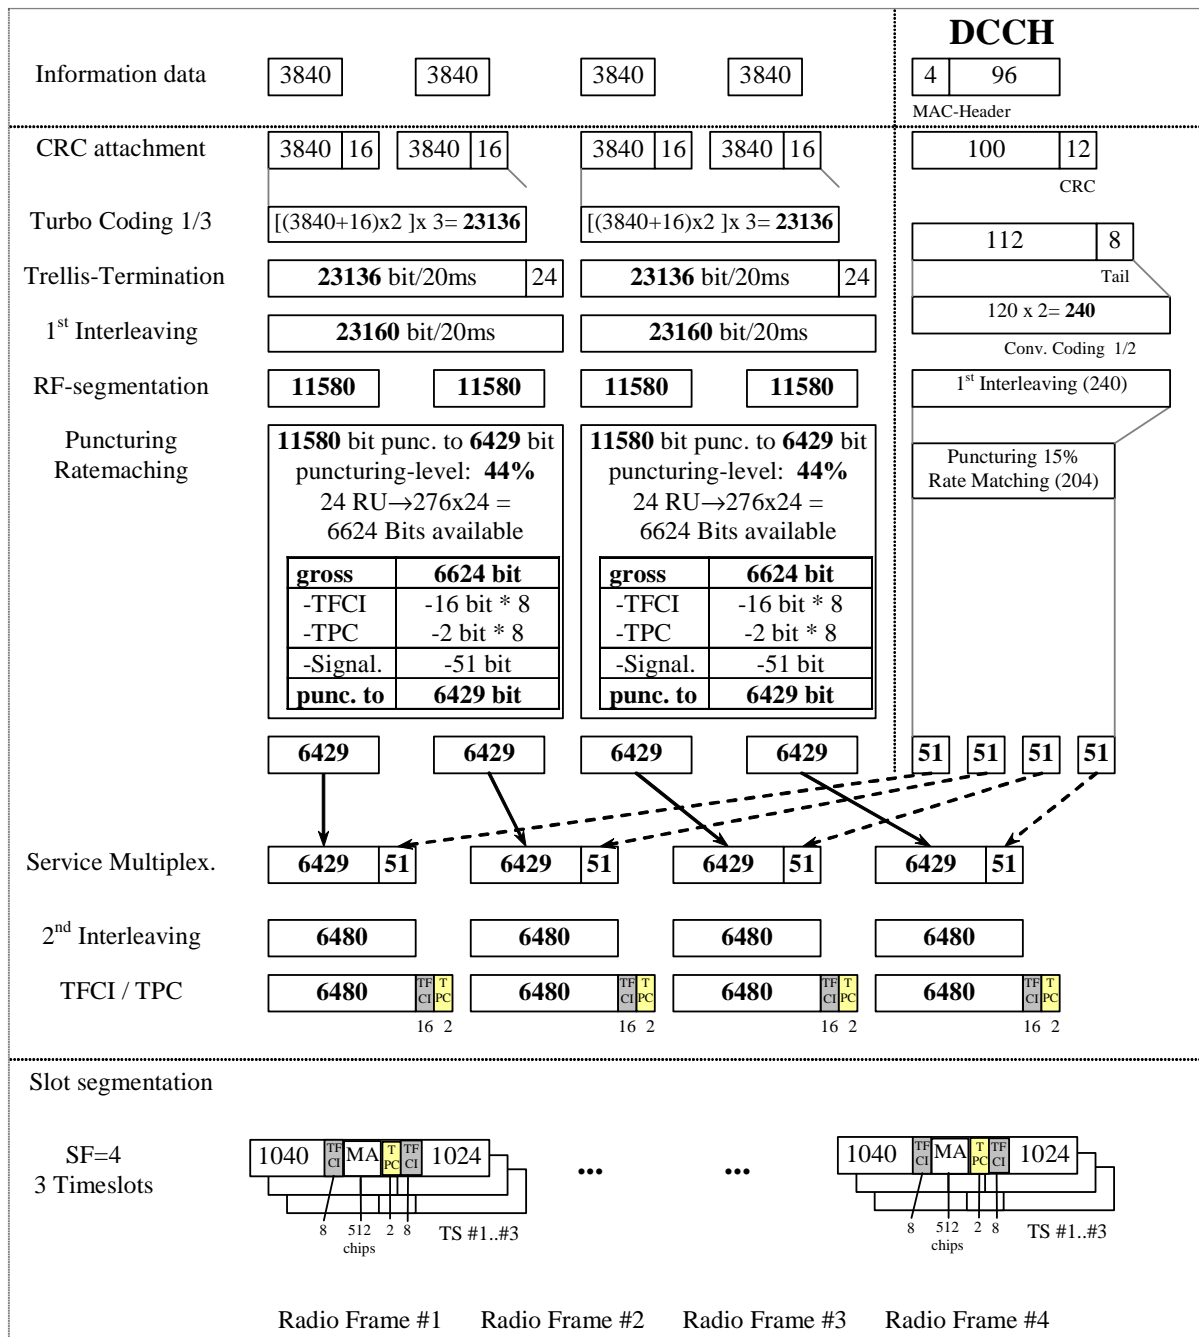 DCCH
Information data 3840 3840 3840 3840 4 96
MAC-Header
CRC attachment 3840 16 3840 16 3840 16 3840 16 100 12
CRC
Turbo Coding 1/3 [(3840+16)x2 ]x 3= 23136 [(3840+16)x2 ]x 3= 23136
112 8
Tail
Trellis-Termination 23136 bit/20ms 24 23136 bit/20ms 24
120 x 2= 240
Conv. Coding 1/2
1st Interleaving 23160 bit/20ms 23160 bit/20ms
RF-segmentation 11580 11580 11580 11580 1st Interleaving (240)
Puncturing
Ratemaching
11580 bit punc. to 6429 bit
puncturing-level: 44%
24 RU→276x24 =
6624 Bits available
gross 6624 bit
-TFCI -16 bit * 8
-TPC -2 bit * 8
-Signal. -51 bit
punc. to 6429 bit
11580 bit punc. to 6429 bit
puncturing-level: 44%
24 RU→276x24 =
6624 Bits available
gross 6624 bit
-TFCI -16 bit * 8
-TPC -2 bit * 8
-Signal. -51 bit
punc. to 6429 bit
Puncturing 15%
Rate Matching (204)
6429 6429 6429 6429 51 51 51 51
Service Multiplex. 6429 51 6429 51 6429 51 6429 51
2nd Interleaving 6480 6480 6480 6480
TFCI / TPC 6480 TF CI T PC 6480 TF CI T PC 6480 TF CI T PC 6480 TF CI T PC
16 2 16 2 16 2 16 2
Slot segmentation
SF=4
3 Timeslots
1040 TF CI MA T PC TF CI 1024
8 512 2 8 TS #1..#3
chips
... ...
1040 TF CI MA T PC TF CI 1024
8 512 2 8 TS #1..#3
chips
Radio Frame #1 Radio Frame #2 Radio Frame #3 Radio Frame #4